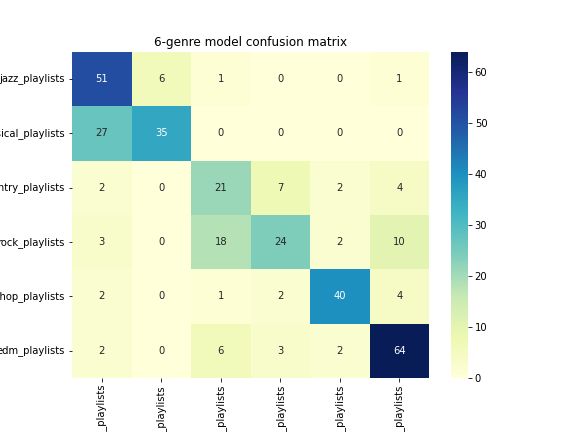 6-genre model confusion matrix
jazz_playlists 51 6 1 0 0 1
sical_playlists 27 35 0 0 0 0
ntry_playlists 2 0 21 7 2 4
rock_playlists 3 0 18 24 2 10
hop_playlists 2 0 1 2 40 4
edm_playlists 2 0 6 3 2 64
_playlists
_playlists
_playlists
_playlists
_playlists
_playlists
60
50
40
30
20
10
0